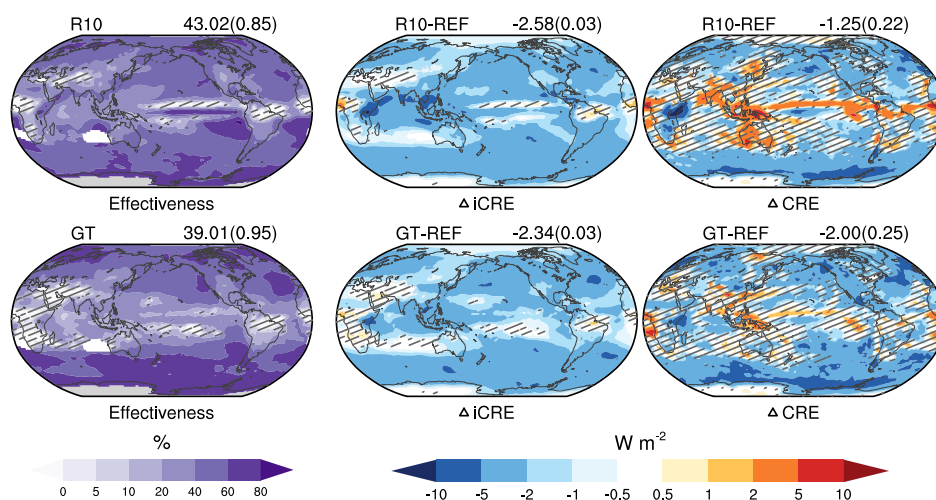 R10 43.02(0.85) R10-REF -2.58(0.03) R10-REF -1.25(0.22)
Effectiveness △ iCRE △ CRE
GT 39.01(0.95) GT-REF -2.34(0.03) GT-REF -2.00(0.25)
Effectiveness △ iCRE △ CRE
% W m-2
0 5 10 20 40 60 80 -10 -5 -2 -1 -0.5 0.5 1 2 5 10